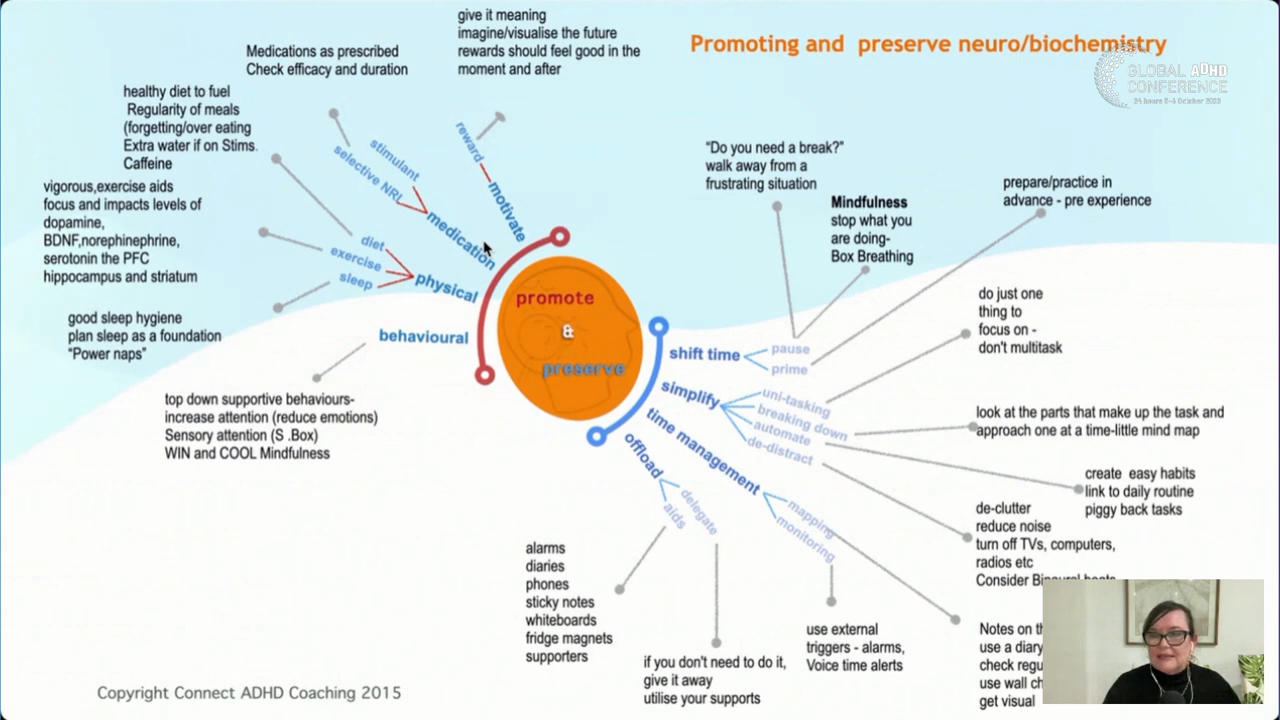 Promoting and  preserve neuro/biochemistry
GLOBAL ADHD
CONFERENCE
give it meaning
imagine/visualise the future
rewards should feel good in the
moment and after
Medications as prescribed
Check efficacy and duration
healthy diet to fuel
Regularity of meals
(forgetting/over eating
Extra water if on Stims.
Caffeine
vigorous,exercise aids
focus and impacts levels of
dopamine,
BDNF,norephinephrine,
serotonin the PFC
hippocampus and striatum
good sleep hygiene
plan sleep as a foundation
“Power naps”
top down supportive behaviours-
increase attention (reduce emotions)
Sensory attention (S .Box)
WIN and COOL Mindfulness
reward
motivate
stimulant
selective NRI
medication
diet
exercise
sleep
physical
behavioural
promote
&
preserve
shift time
pause
prime
simplify
uni-tasking
breaking down
automate
de-distract
time management
mapping
monitoring
offload
delegate
aids
“Do you need a break?”
walk away from a
frustrating situation
Mindfulness
stop what you
are doing-
Box Breathing
prepare/practice in
advance - pre experience
do just one
thing to
focus on -
don't multitask
look at the parts that make up the task and
approach one at a time-little mind map
create  easy habits
link to daily routine
piggy back tasks
de-clutter
reduce noise
turn off TVs, computers,
radios etc
Consider
Notes on
use a diary
check
use wall
get visual
use external
triggers - alarms,
Voice time alerts
if you don't need to do it,
give it away
utilise your supports
alarms
diaries
phones
sticky notes
whiteboards
fridge magnets
supporters
Copyright Connect ADHD Coaching 2015